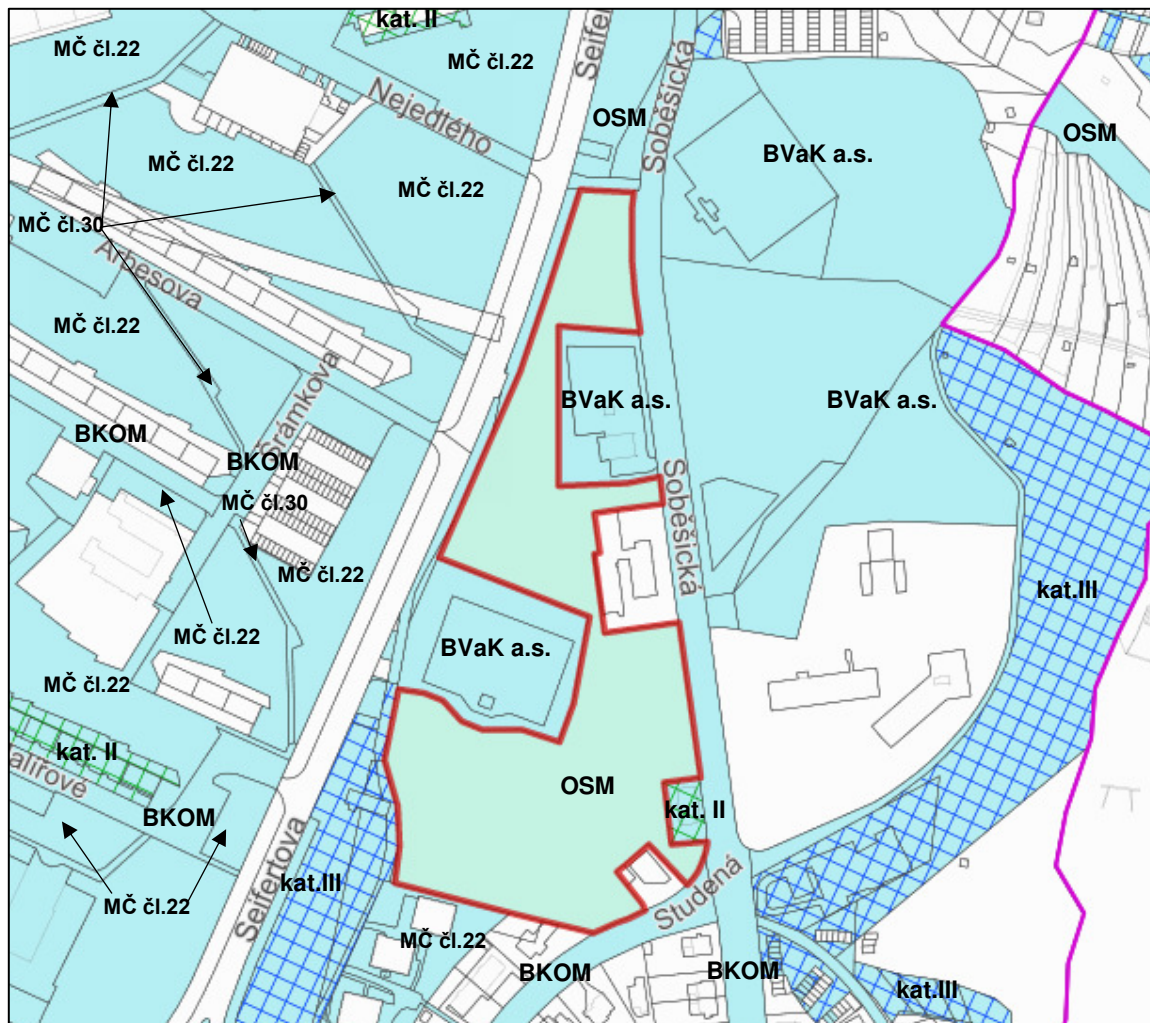 kat. II
MČ čl.22
MČ čl.22
Seifer
Soběšická
OSM
OSM
Nejedlého
BVaK a.s.
MČ čl.22
MČ čl.22
MČ čl.30
Arbesova
MČ čl.22
Šrámkova
BVaK a.s.
BVaK a.s.
BKOM
BKOM
MČ čl.30
Soběšická
MČ čl.22
kat.III
MČ čl.22
BVaK a.s.
MČ čl.22
kat. II
alířové
OSM
BKOM
kat. II
Seifertova
kat.III
MČ čl.22
Studená
MČ čl.22
BKOM
BKOM
kat.III